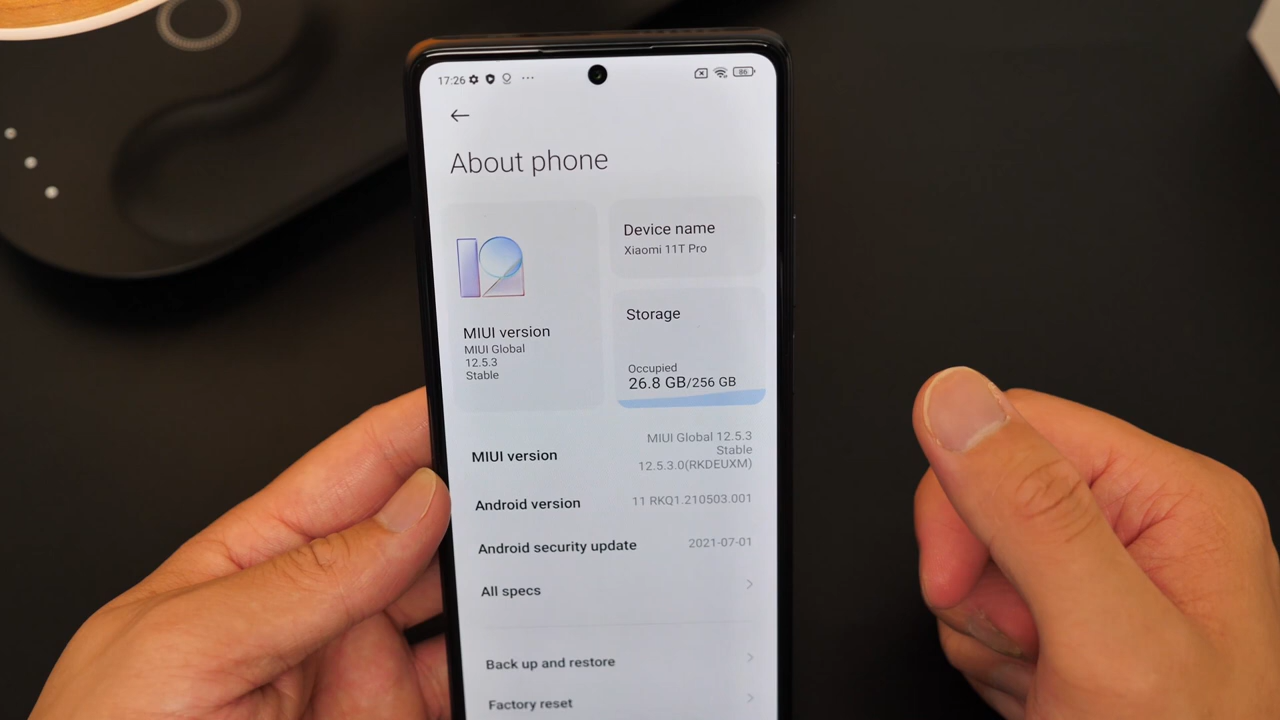 17:26
86
About phone
12
MIUI version
MIUI Global
12.5.3
Stable
Device name
Xiaomi 11T Pro
Storage
Occupied
26.8 GB/256 GB
MIUI version
MIUI Global 12.5.3
Stable
12.5.3.0(RKDEUXM)
Android version
11 RKQ1.210503.001
Android security update
2021-07-01
All specs
Back up and restore
Factory reset